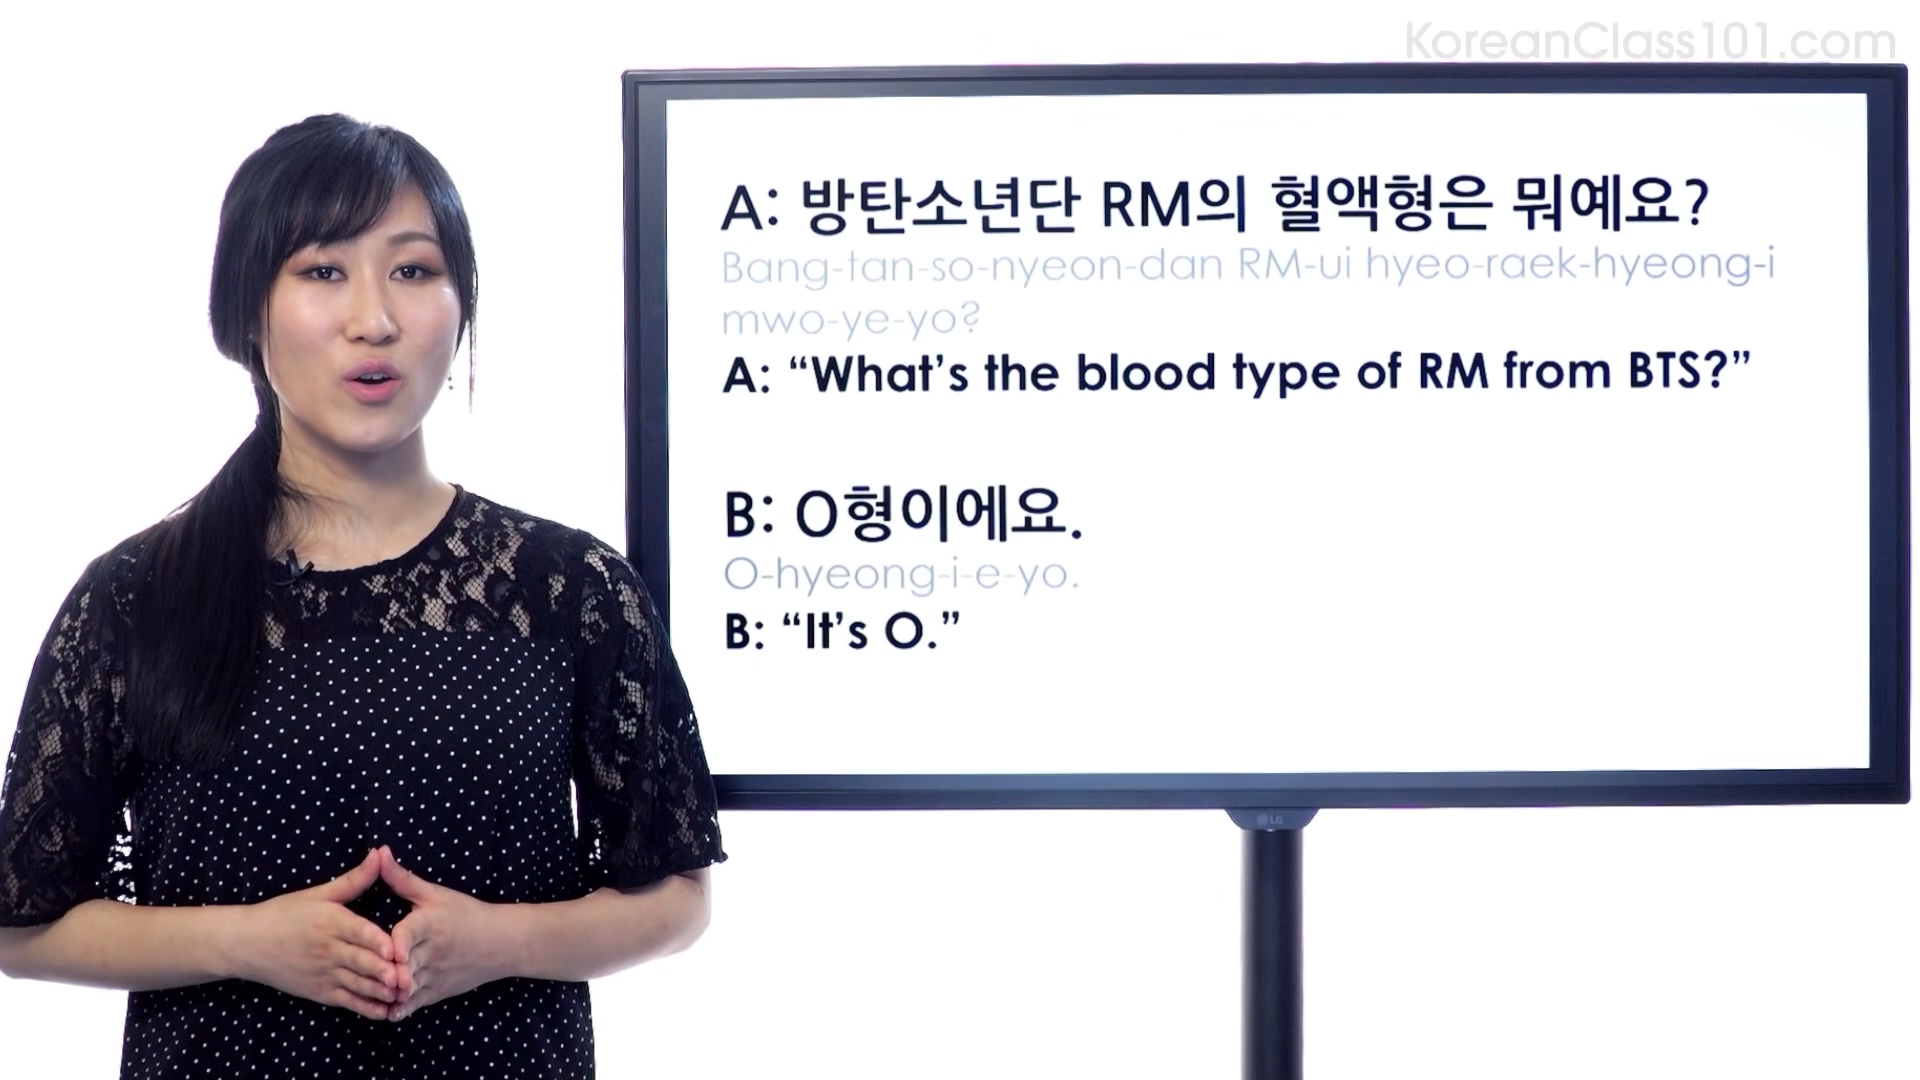 KoreanClass101.com
A: 방탄소년단 RM의 혈액형은 뭐예요?
Bang-tan-so-nyeon-dan RM-ui hyeo-raek-hyeong-i
mwo-ye-yo?
A: “What’s the blood type of RM from BTS?”
B: O형이에요.
O-hyeong-i-e-yo.
B: “It’s O.”
LG